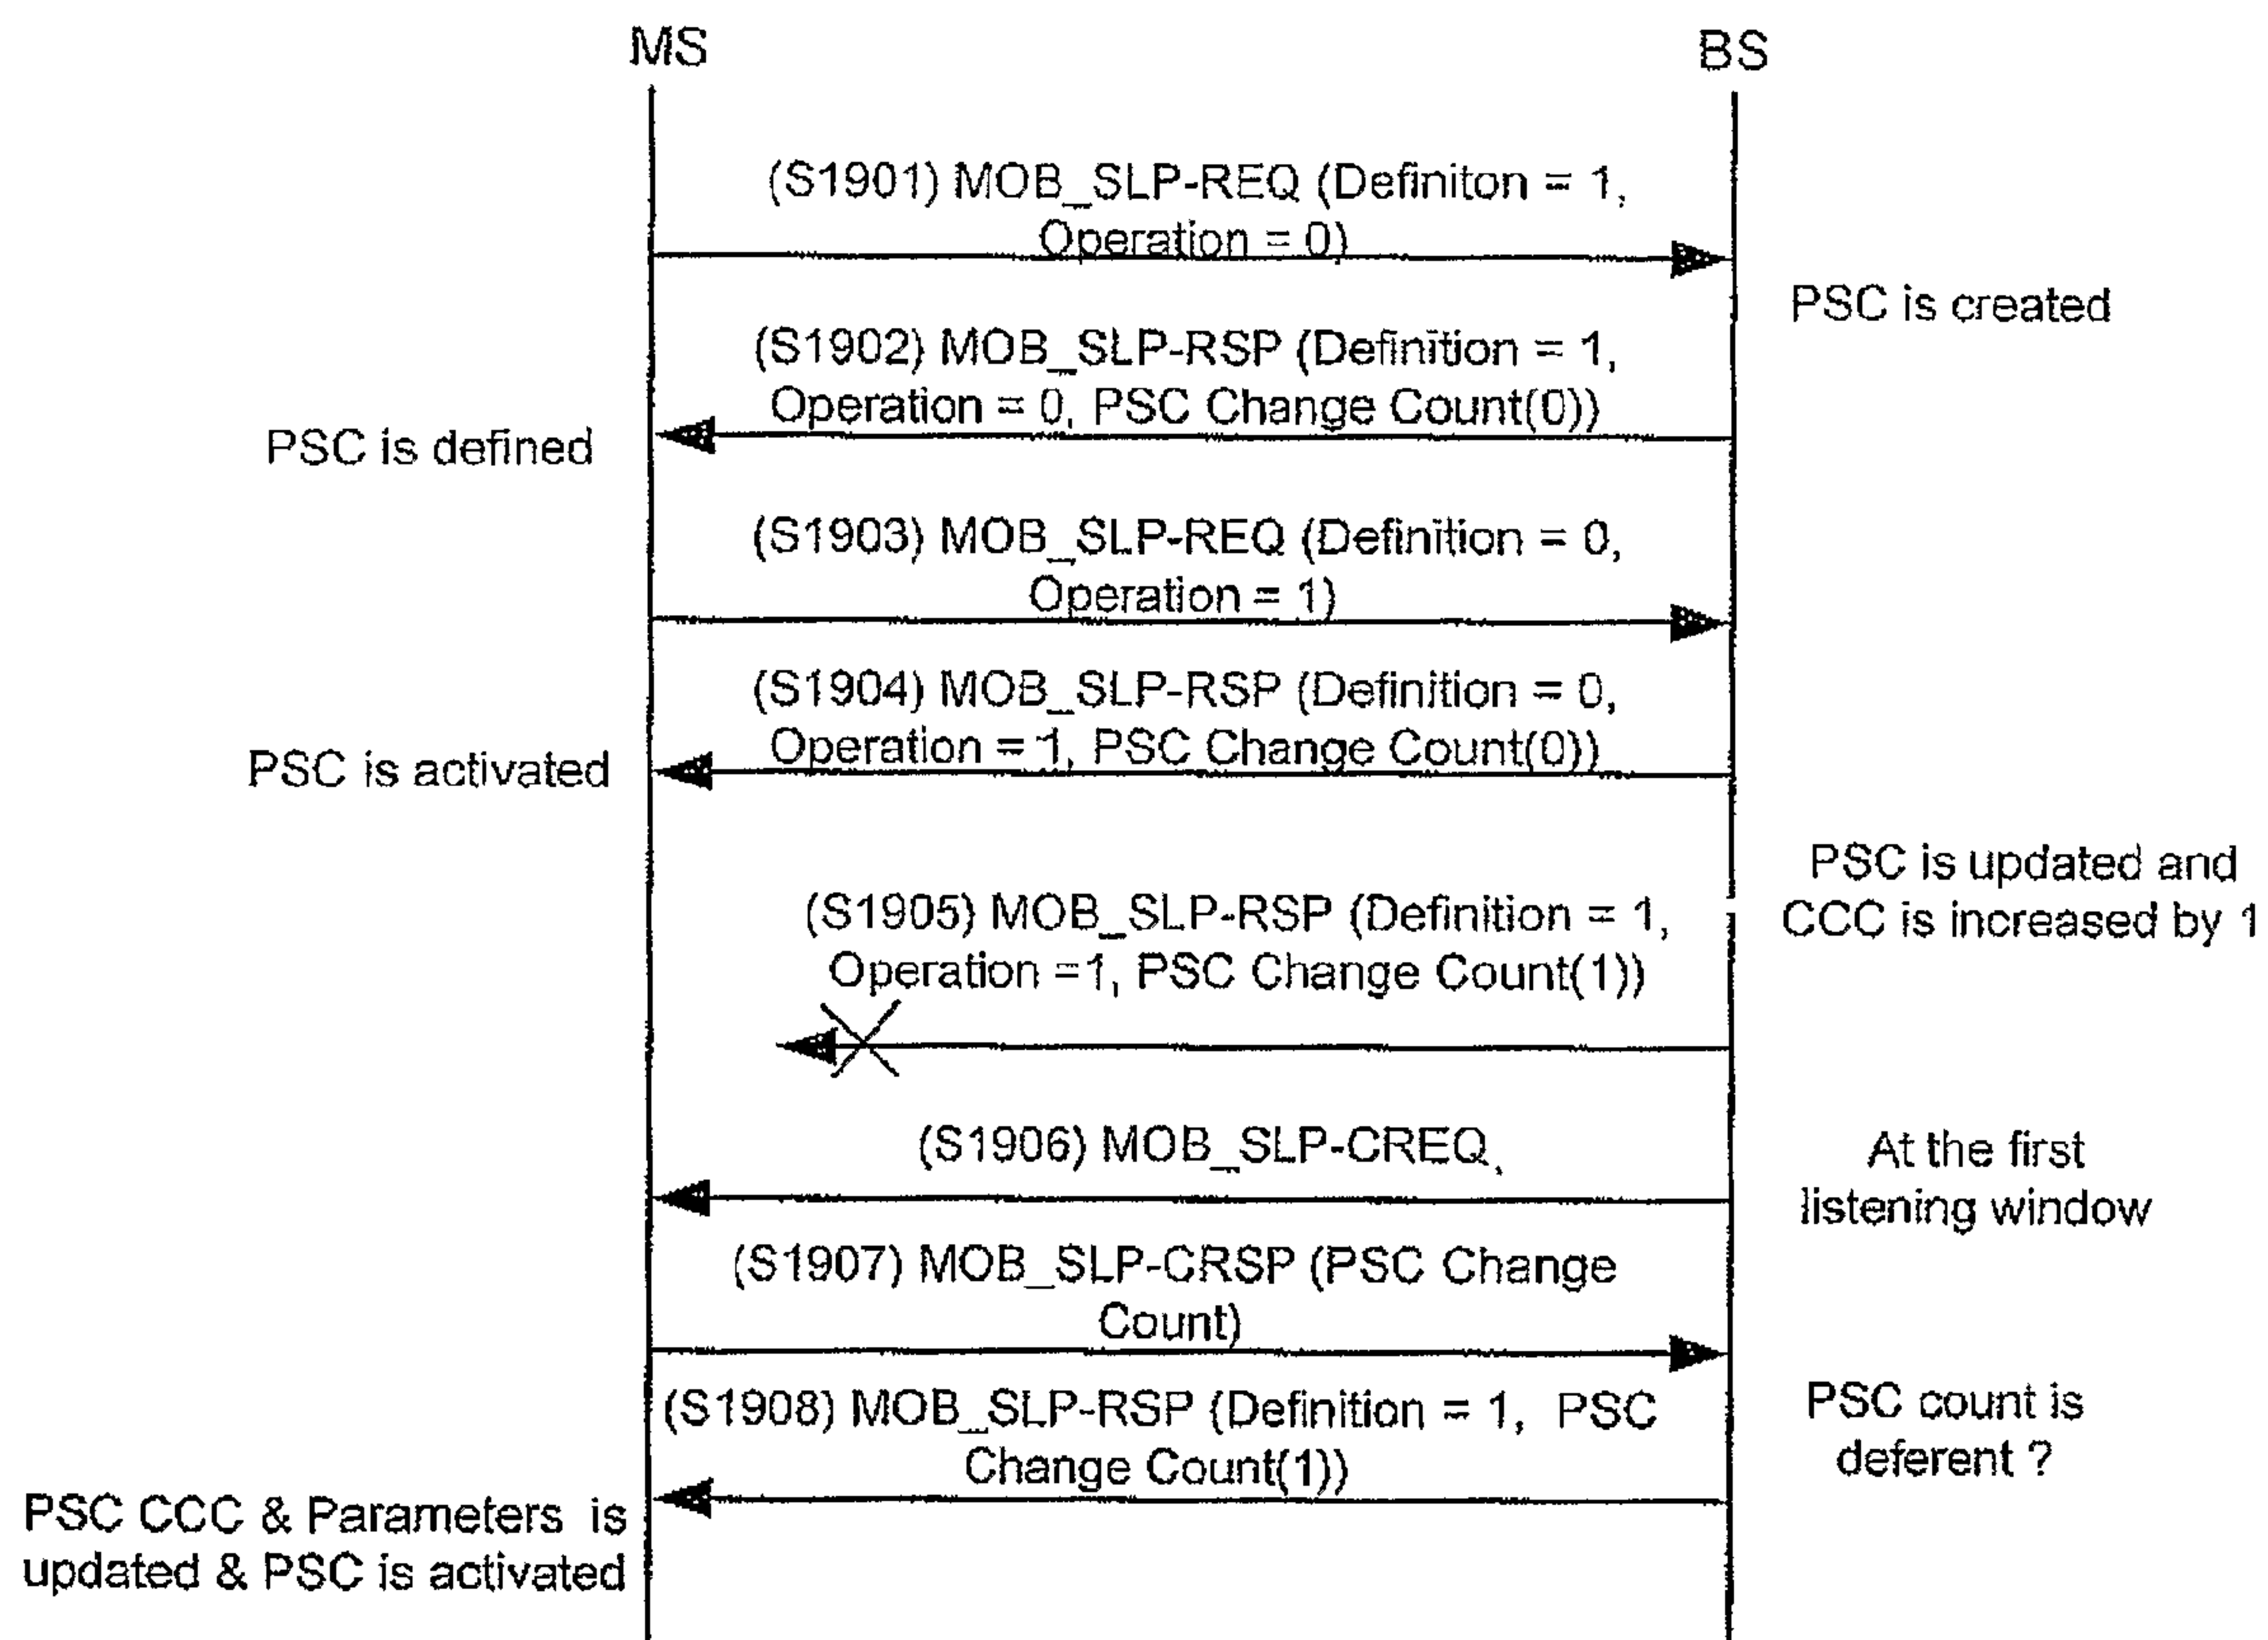 MS
BS
(S1901) MOB_SLP-REQ (Definiton = 1,
Operation = 0)
PSC is created
(S1902) MOB_SLP-RSP (Definition = 1,
Operation = 0, PSC Change Count(0))
PSC is defined
(S1903) MOB_SLP-REQ (Definition = 0,
Operation = 1)
(S1904) MOB_SLP-RSP (Definition = 0,
Operation = 1, PSC Change Count(0))
PSC is activated
PSC is updated and
CCC is increased by 1
(S1905) MOB_SLP-RSP (Definition = 1,
Operation =1, PSC Change Count(1))
(S1906) MOB_SLP-CREQ,
At the first
listening window
(S1907) MOB_SLP-CRSP (PSC Change
Count)
(S1908) MOB_SLP-RSP (Definition = 1, PSC
Change Count(1))
PSC count is
deferent ?
PSC CCC & Parameters is
updated & PSC is activated